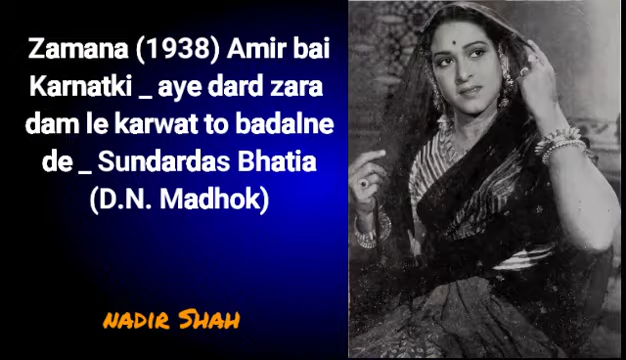 Zamana (1938) Amir bai
Karnatki _ aye dard zara
dam le karwat to badalne
de _ Sundardas Bhatia
(D.N. Madhok)
NADIR SHAH